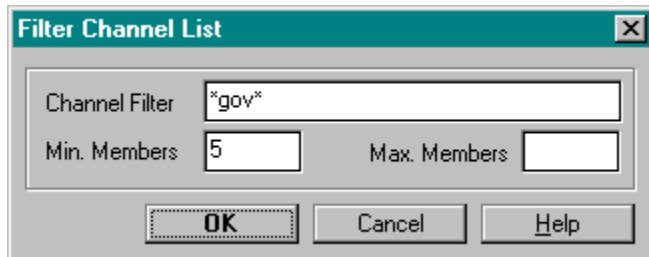 Filter Channel List
Channel Filter *gov*
Min. Members 5 Max. Members
OK Cancel Help